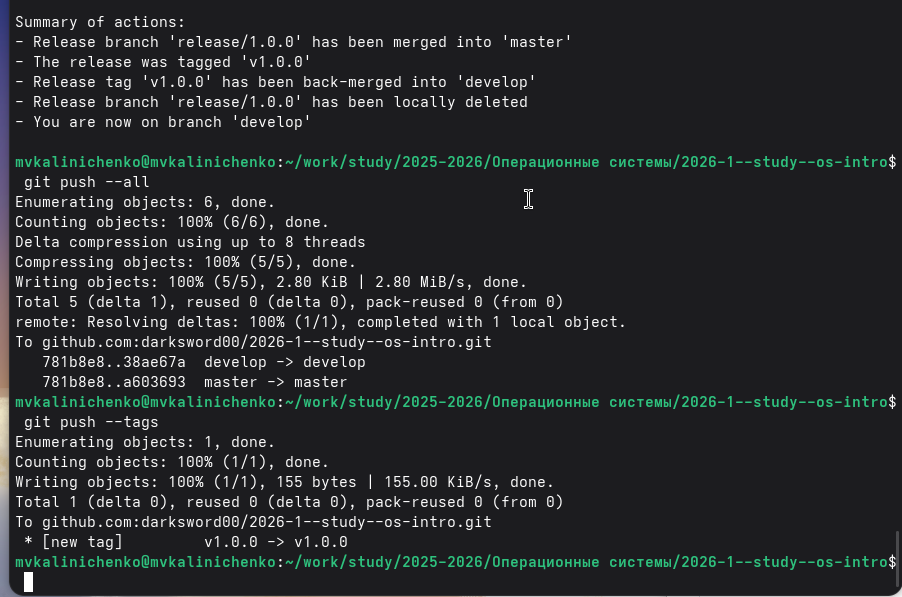 Summary of actions:
- Release branch 'release/1.0.0' has been merged into 'master'
- The release was tagged 'v1.0.0'
- Release tag 'v1.0.0' has been back-merged into 'develop'
- Release branch 'release/1.0.0' has been locally deleted
- You are now on branch 'develop'
mvkalinichenko@mvkalinichenko:~/work/study/2025-2026/Операционные системы/2026-1--study--os-intro$
git push --all
Enumerating objects: 6, done.
Counting objects: 100% (6/6), done.
Delta compression using up to 8 threads
Compressing objects: 100% (5/5), done.
Writing objects: 100% (5/5), 2.80 KiB | 2.80 MiB/s, done.
Total 5 (delta 1), reused 0 (delta 0), pack-reused 0 (from 0)
remote: Resolving deltas: 100% (1/1), completed with 1 local object.
To github.com:darksword00/2026-1--study--os-intro.git
781b8e8..38ae67a  develop -> develop
781b8e8..a603693  master -> master
mvkalinichenko@mvkalinichenko:~/work/study/2025-2026/Операционные системы/2026-1--study--os-intro$
git push --tags
Enumerating objects: 1, done.
Counting objects: 100% (1/1), done.
Writing objects: 100% (1/1), 155 bytes | 155.00 KiB/s, done.
Total 1 (delta 0), reused 0 (delta 0), pack-reused 0 (from 0)
To github.com:darksword00/2026-1--study--os-intro.git
* [new tag]         v1.0.0 -> v1.0.0
mvkalinichenko@mvkalinichenko:~/work/study/2025-2026/Операционные системы/2026-1--study--os-intro$